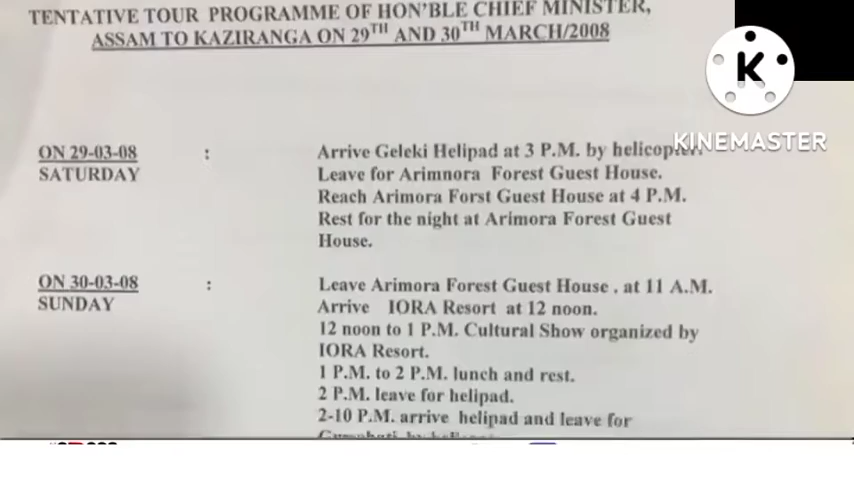 TENTATIVE TOUR PROGRAMME OF HON'BLE CHIEF MINISTER,
ASSAM TO KAZIRANGA ON 29TH AND 30TH MARCH/2008
K
KINEMASTER
ON 29-03-08 : Arrive Geleki Helipad at 3 P.M. by helicopter.
SATURDAY Leave for Arimnora Forest Guest House.
Reach Arimora Forst Guest House at 4 P.M.
Rest for the night at Arimora Forest Guest
House.
ON 30-03-08 : Leave Arimora Forest Guest House . at 11 A.M.
SUNDAY Arrive IORA Resort at 12 noon.
12 noon to 1 P.M. Cultural Show organized by
IORA Resort.
1 P.M. to 2 P.M. lunch and rest.
2 P.M. leave for helipad.
2-10 P.M. arrive helipad and leave for